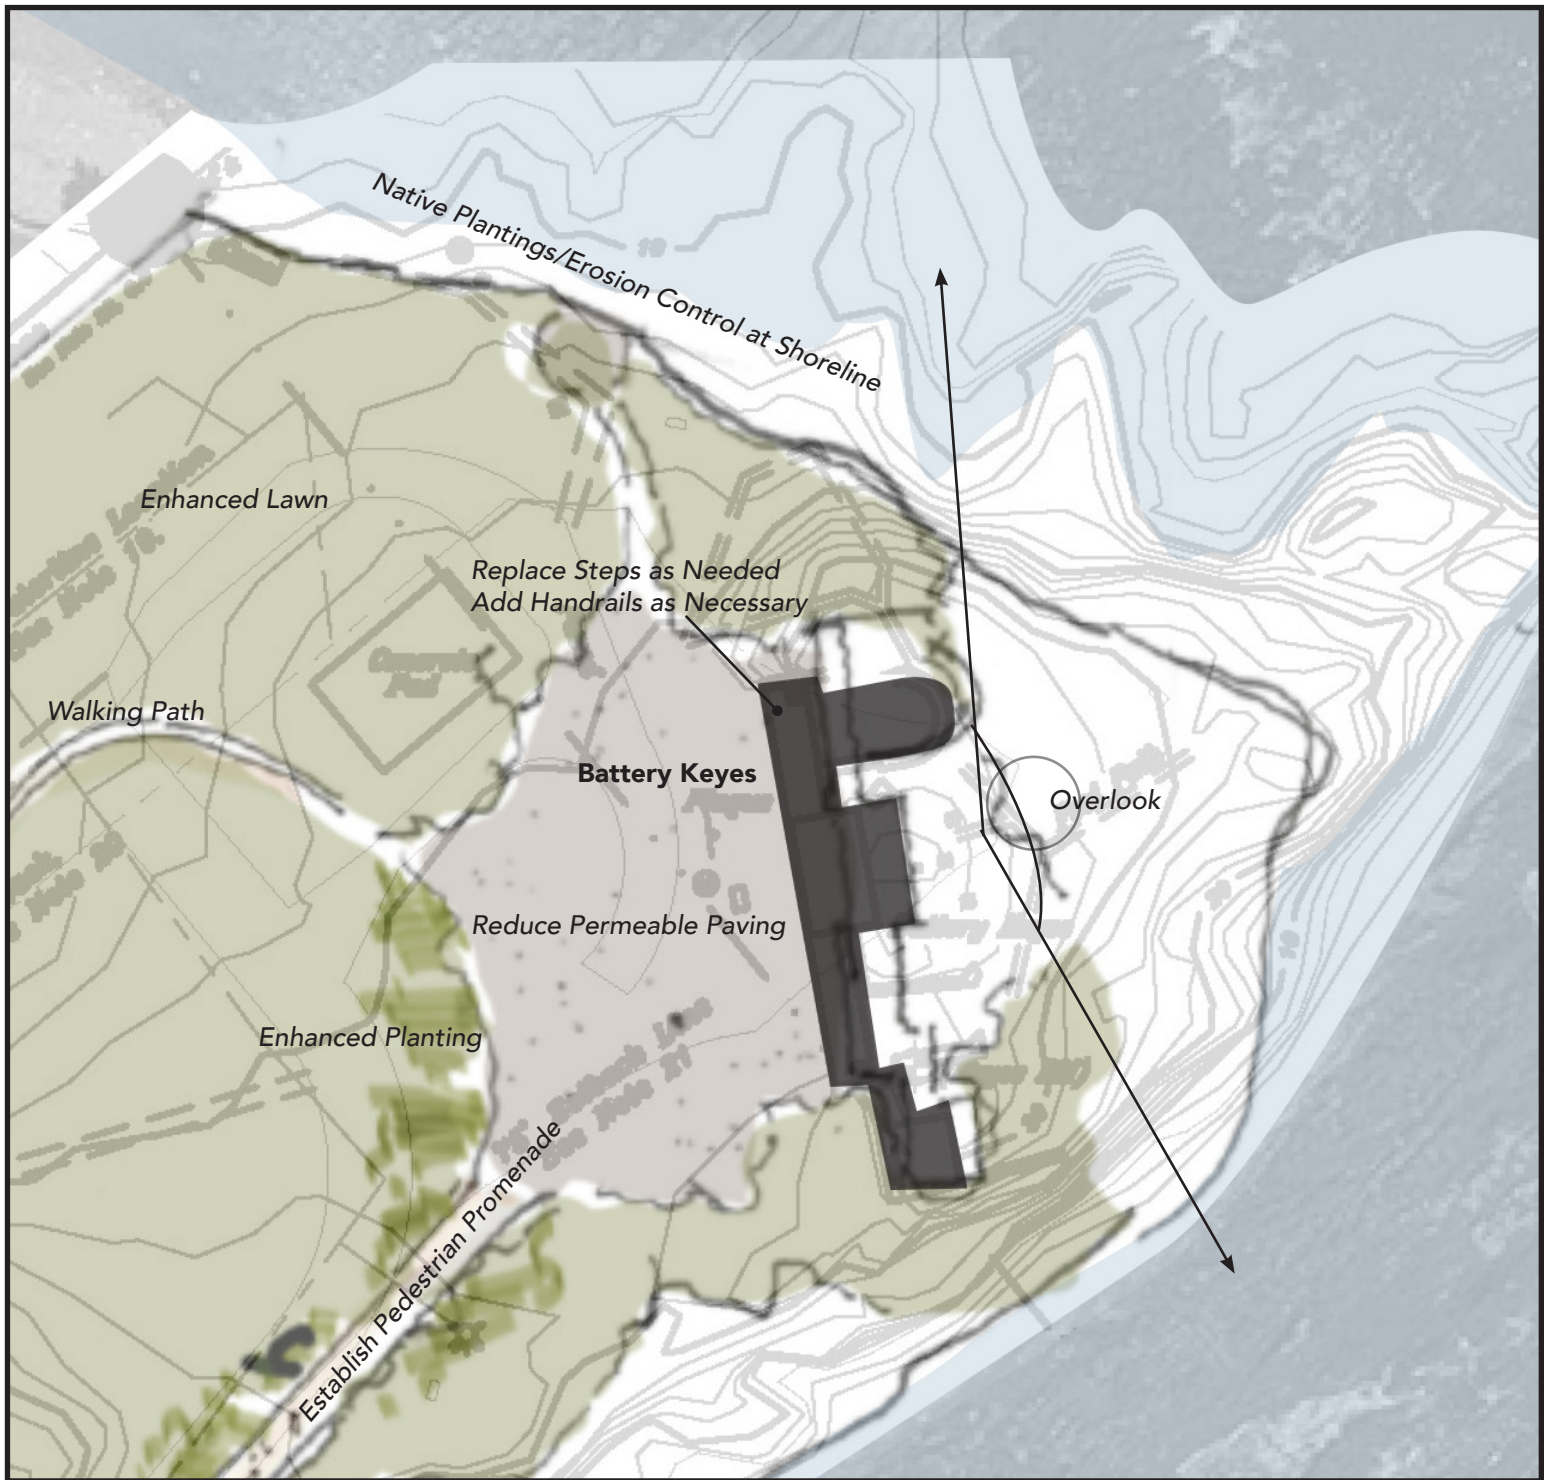 Native Plantings/Erosion Control at Shoreline
Enhanced Lawn
Replace Steps as Needed
Add Handrails as Necessary
Walking Path
Battery Keyes
Overlook
Reduce Permeable Paving
Enhanced Planting
Establish Pedestrian Promenade